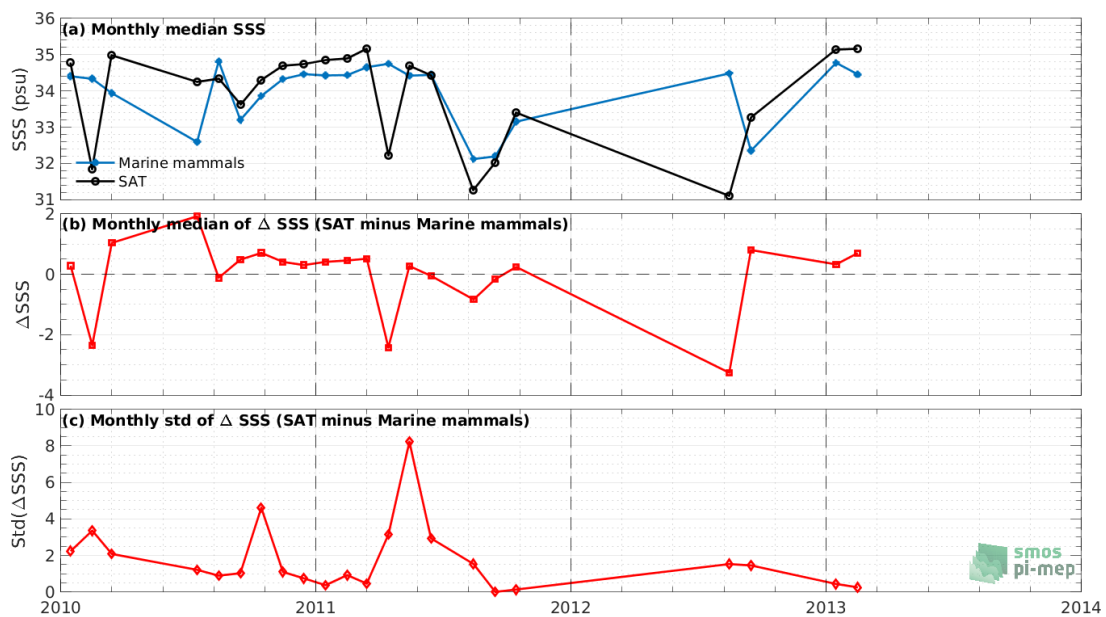 (a) Monthly median SSS
36
35
34
33
32
31
SSS (psu)
Marine mammals
SAT
(b) Monthly median of Δ SSS (SAT minus Marine mammals)
2
0
-2
-4
ΔSSS
(c) Monthly std of Δ SSS (SAT minus Marine mammals)
10
8
6
4
2
0
Std(ΔSSS)
2010 2011 2012 2013 2014
smos
pi-mep